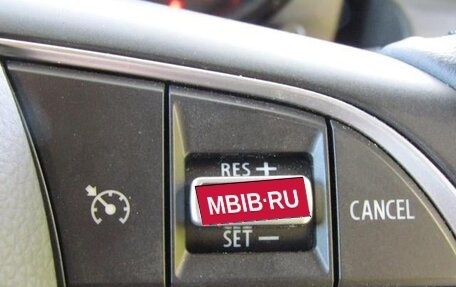 RES +
MBIB·RU
CANCEL
SET −